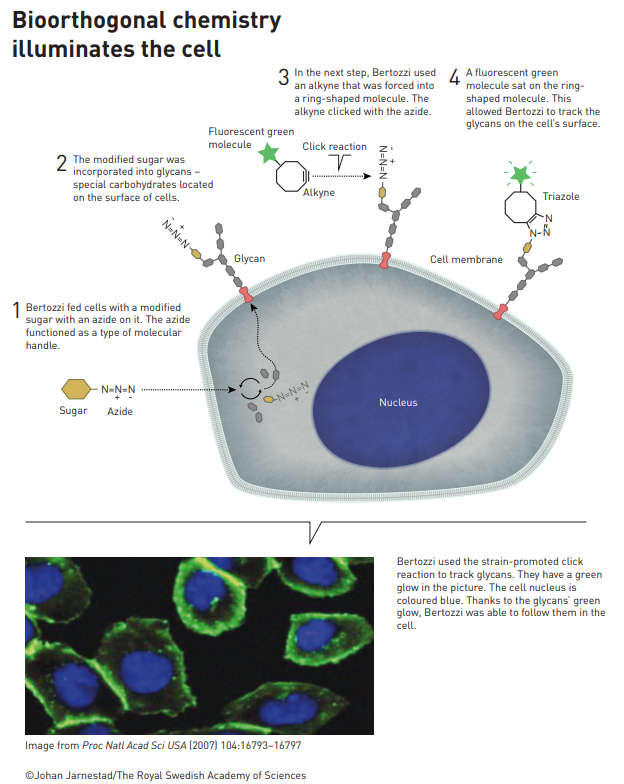 Bioorthogonal chemistry
illuminates the cell
3 In the next step, Bertozzi used
an alkyne that was forced into
a ring-shaped molecule. The
alkyne clicked with the azide.
4 A fluorescent green
molecule sat on the ring-
shaped molecule. This
allowed Bertozzi to track the
glycans on the cell's surface.
Fluorescent green
molecule
Click reaction
Alkyne
N=N=N
+ -
2 The modified sugar was
incorporated into glycans –
special carbohydrates located
on the surface of cells.
Triazole
N
N-N
N=N=N
+ -
Glycan
Cell membrane
1 Bertozzi fed cells with a modified
sugar with an azide on it. The azide
functioned as a type of molecular
handle.
N=N=N
+ -
Sugar
Azide
N=N=N
+ -
Nucleus
Bertozzi used the strain-promoted click
reaction to track glycans. They have a green
glow in the picture. The cell nucleus is
coloured blue. Thanks to the glycans' green
glow, Bertozzi was able to follow them in the
cell.
Image from Proc Natl Acad Sci USA (2007) 104:16793–16797
©Johan Jarnestad/The Royal Swedish Academy of Sciences